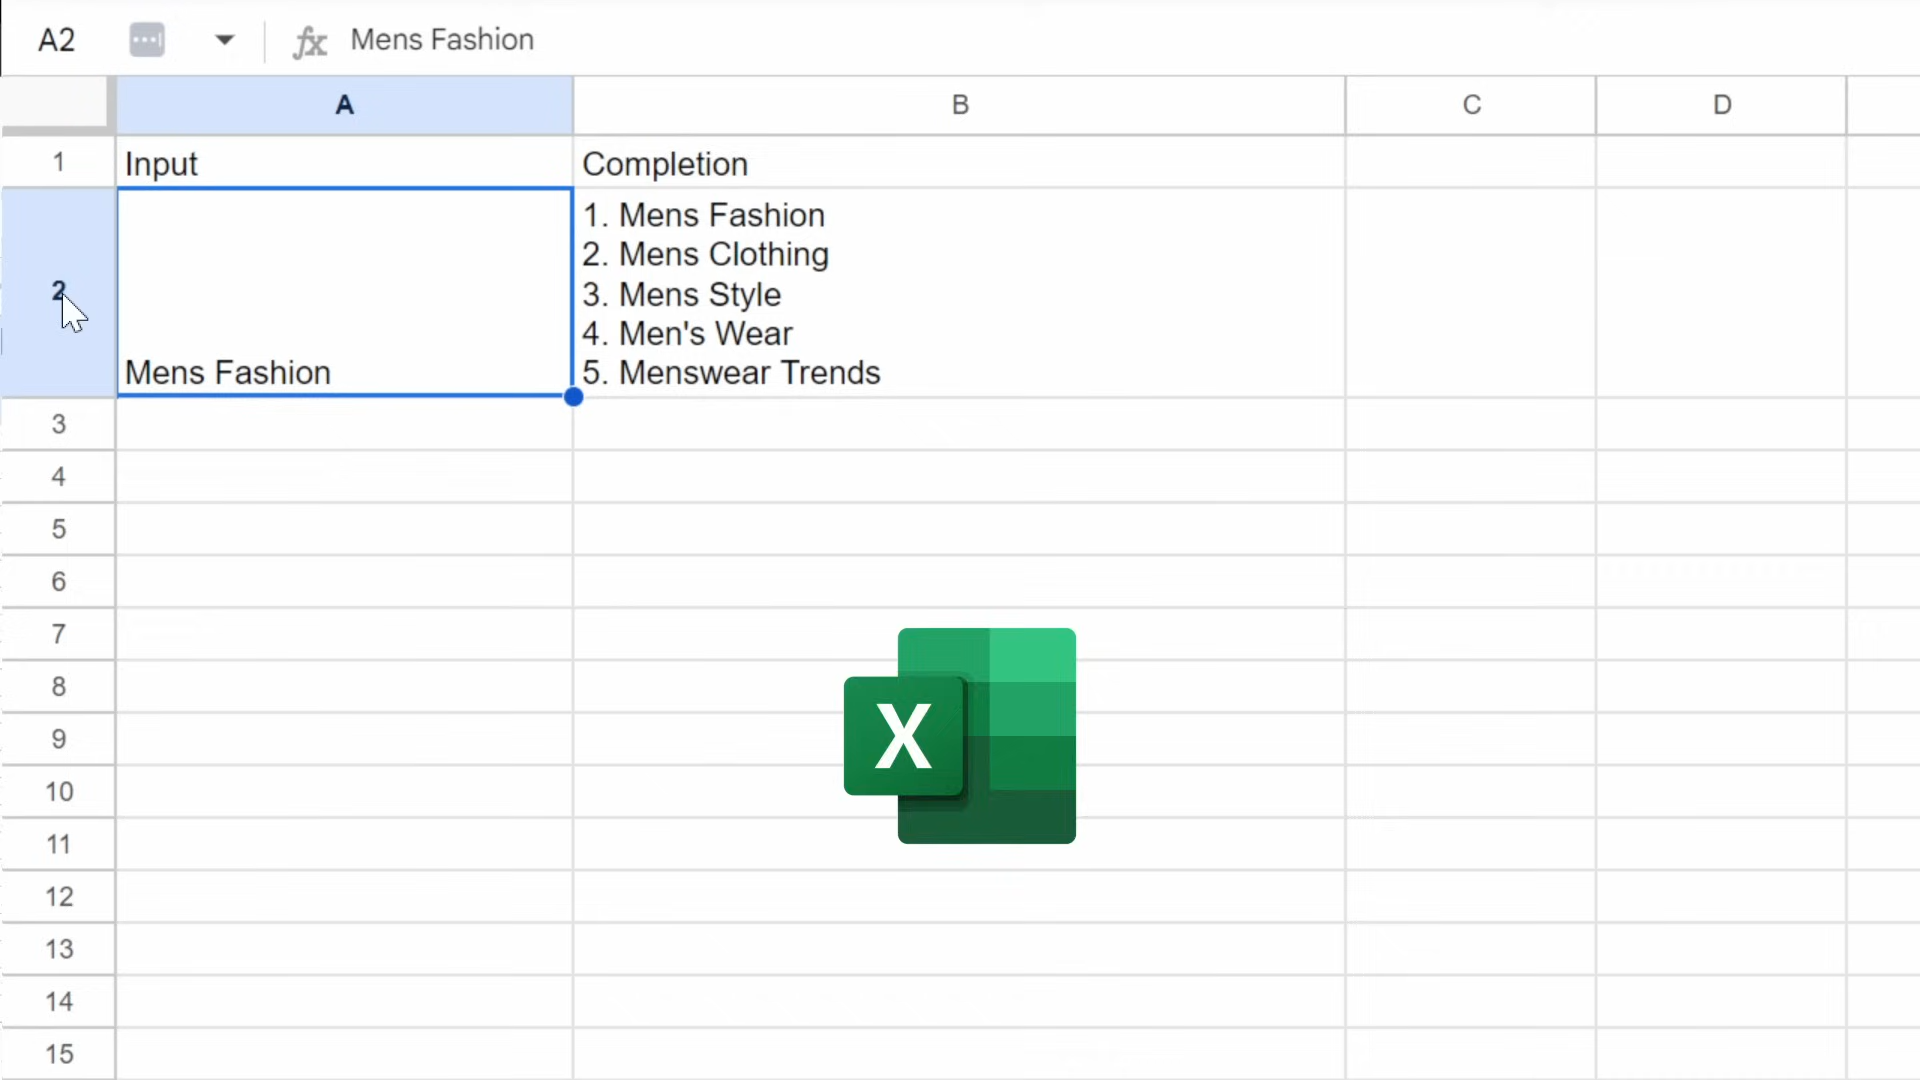 A2 fx Mens Fashion
A B C D
1 Input Completion
1. Mens Fashion
2. Mens Clothing
2 3. Mens Style
4. Men's Wear
Mens Fashion 5. Menswear Trends
3
4
5
6
7
8
X
9
10
11
12
13
14
15